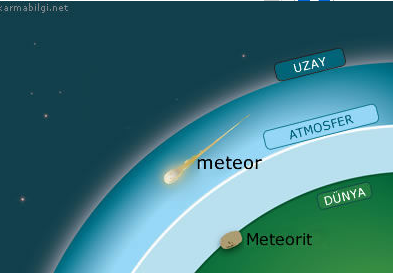 karmabilgi.net
UZAY
ATMOSFER
meteor
DÜNYA
Meteorit